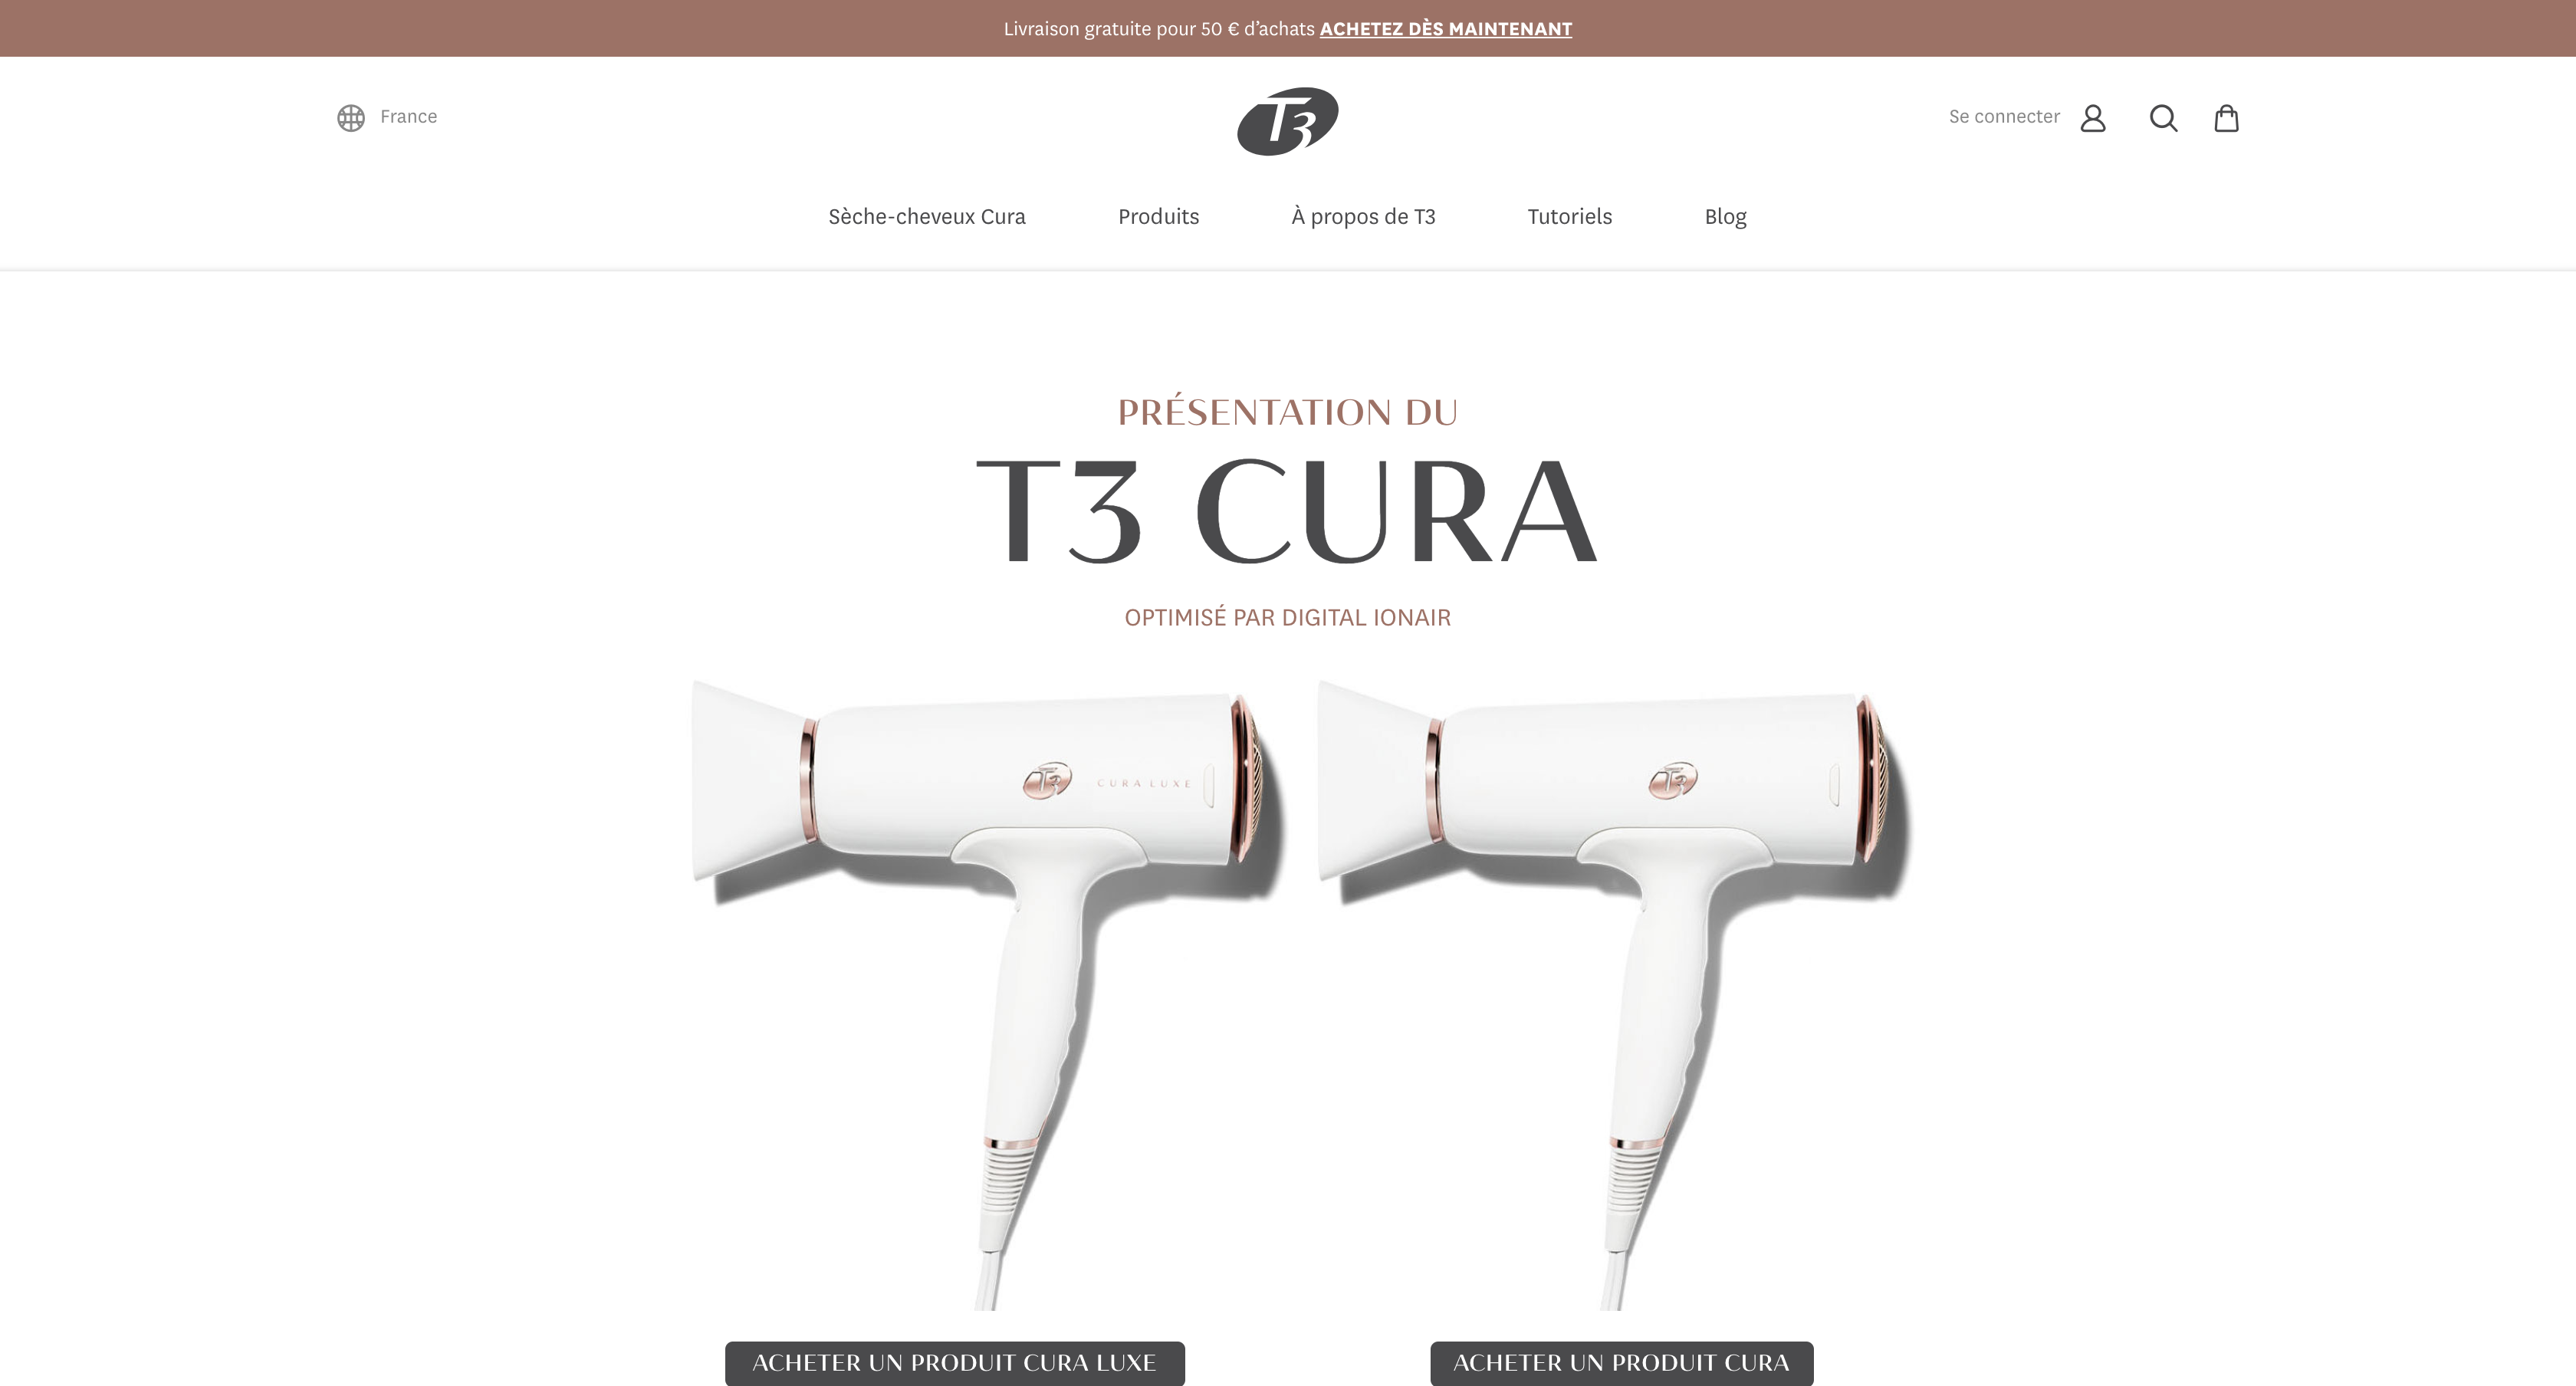 Livraison gratuite pour 50 € d'achats ACHETEZ DÈS MAINTENANT
France
T3
Se connecter
Sèche-cheveux Cura
Produits
À propos de T3
Tutoriels
Blog
PRÉSENTATION DU
T3 CURA
OPTIMISÉ PAR DIGITAL IONAIR
T3 CURA LUXE
T3
ACHETER UN PRODUIT CURA LUXE
ACHETER UN PRODUIT CURA